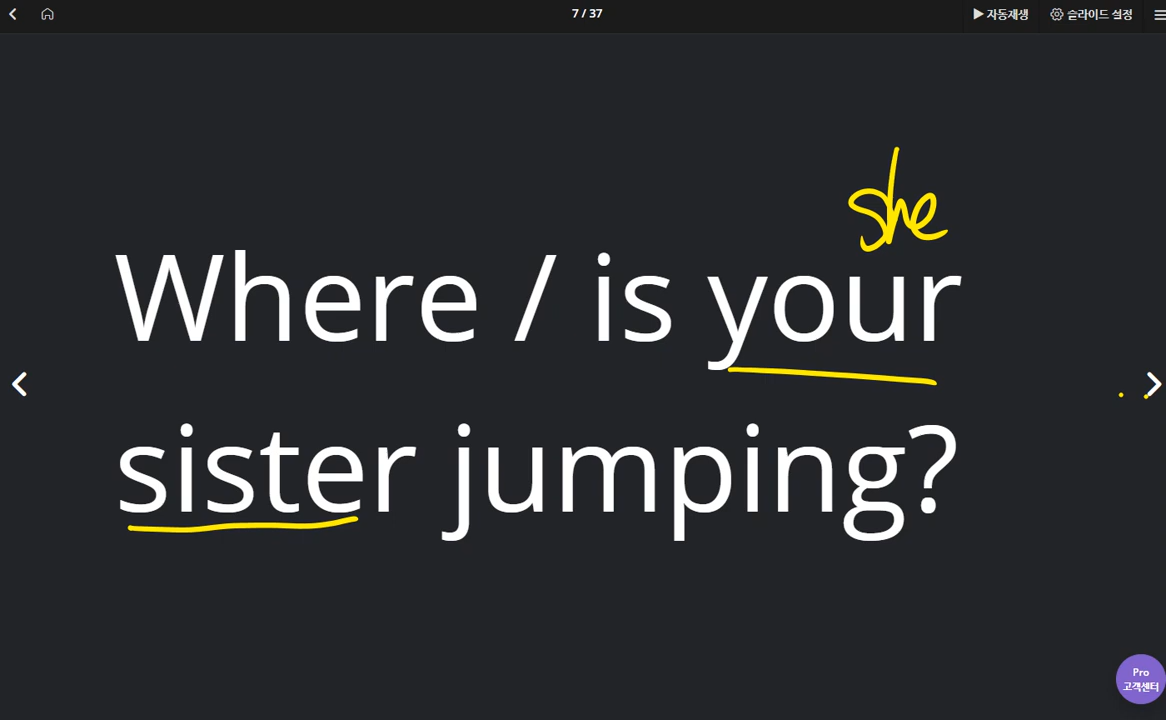 7 / 37
▶ 자동재생
슬라이드 설정
she
Where / is your
sister jumping?
Pro
고객센터